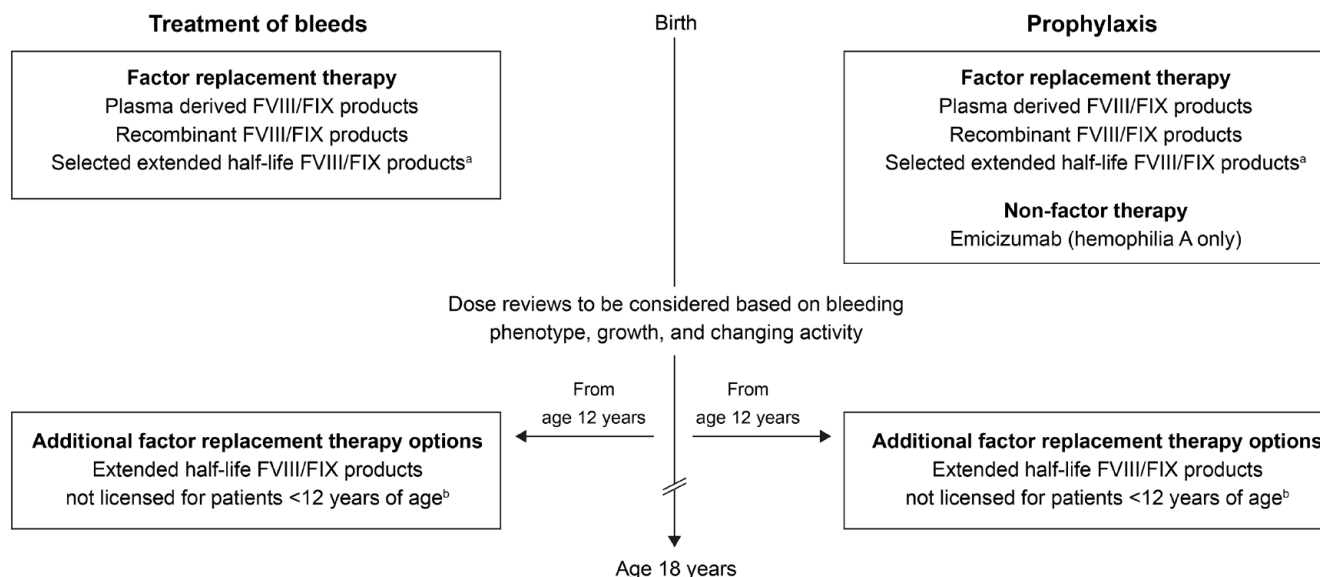 Treatment of bleeds
Birth
Prophylaxis
Factor replacement therapy
Plasma derived FVIII/FIX products
Recombinant FVIII/FIX products
Selected extended half-life FVIII/FIX productsᵃ
Factor replacement therapy
Plasma derived FVIII/FIX products
Recombinant FVIII/FIX products
Selected extended half-life FVIII/FIX productsᵃ
Non-factor therapy
Emicizumab (hemophilia A only)
Dose reviews to be considered based on bleeding
phenotype, growth, and changing activity
From
age 12 years
From
age 12 years
Additional factor replacement therapy options
Extended half-life FVIII/FIX products
not licensed for patients <12 years of ageᵇ
Additional factor replacement therapy options
Extended half-life FVIII/FIX products
not licensed for patients <12 years of ageᵇ
Age 18 years